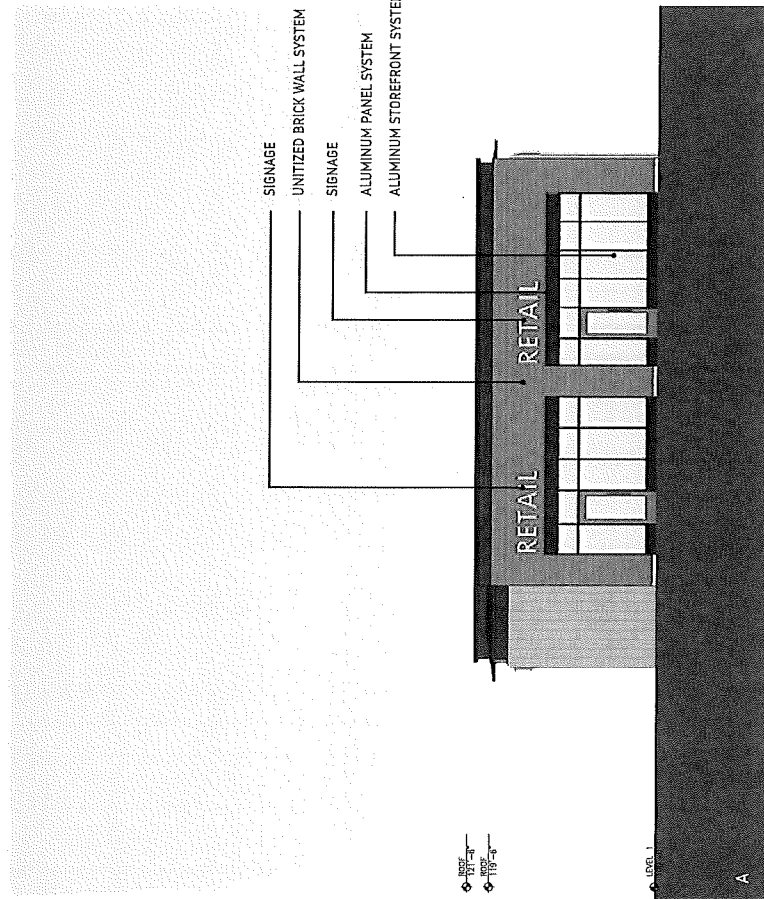 SIGNAGE
UNITIZED BRICK WALL SYSTEM
SIGNAGE
ALUMINUM PANEL SYSTEM
ALUMINUM STOREFRONT SYSTEM
RETAIL
RETAIL
ROOF
121'-6"
ROOF
119'-6"
LEVEL 1
A